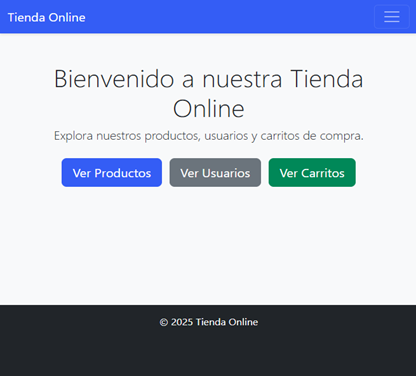 Tienda Online
Bienvenido a nuestra Tienda
Online
Explora nuestros productos, usuarios y carritos de compra.
Ver Productos
Ver Usuarios
Ver Carritos
© 2025 Tienda Online